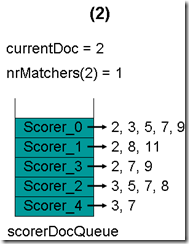 (2)
currentDoc = 2
nrMatchers(2) = 1
Scorer_0 2, 3, 5, 7, 9
Scorer_1 2, 8, 11
Scorer_3 2, 7, 9
Scorer_2 3, 5, 7, 8
Scorer_4 3, 7
scorerDocQueue